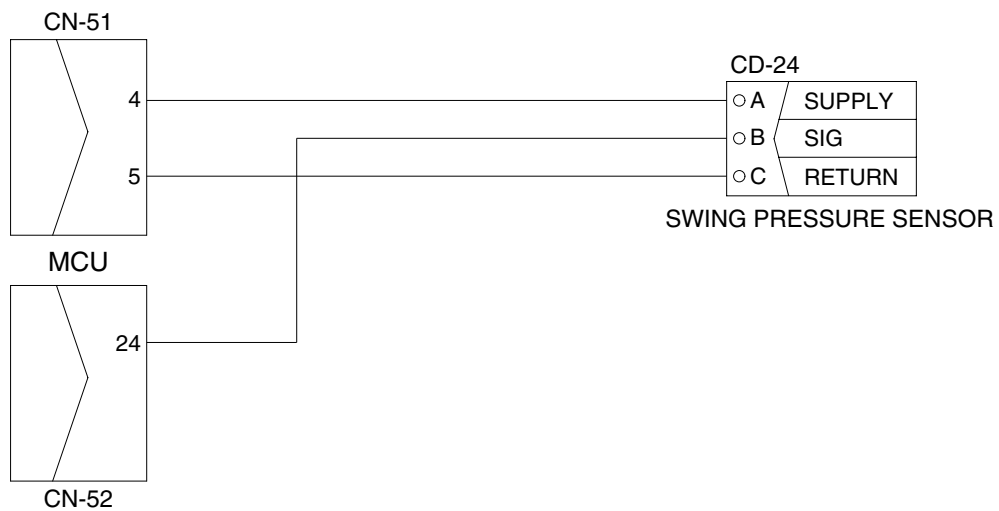 CN-51
4
5
MCU
24
CN-52
CD-24
A SUPPLY
B SIG
C RETURN
SWING PRESSURE SENSOR